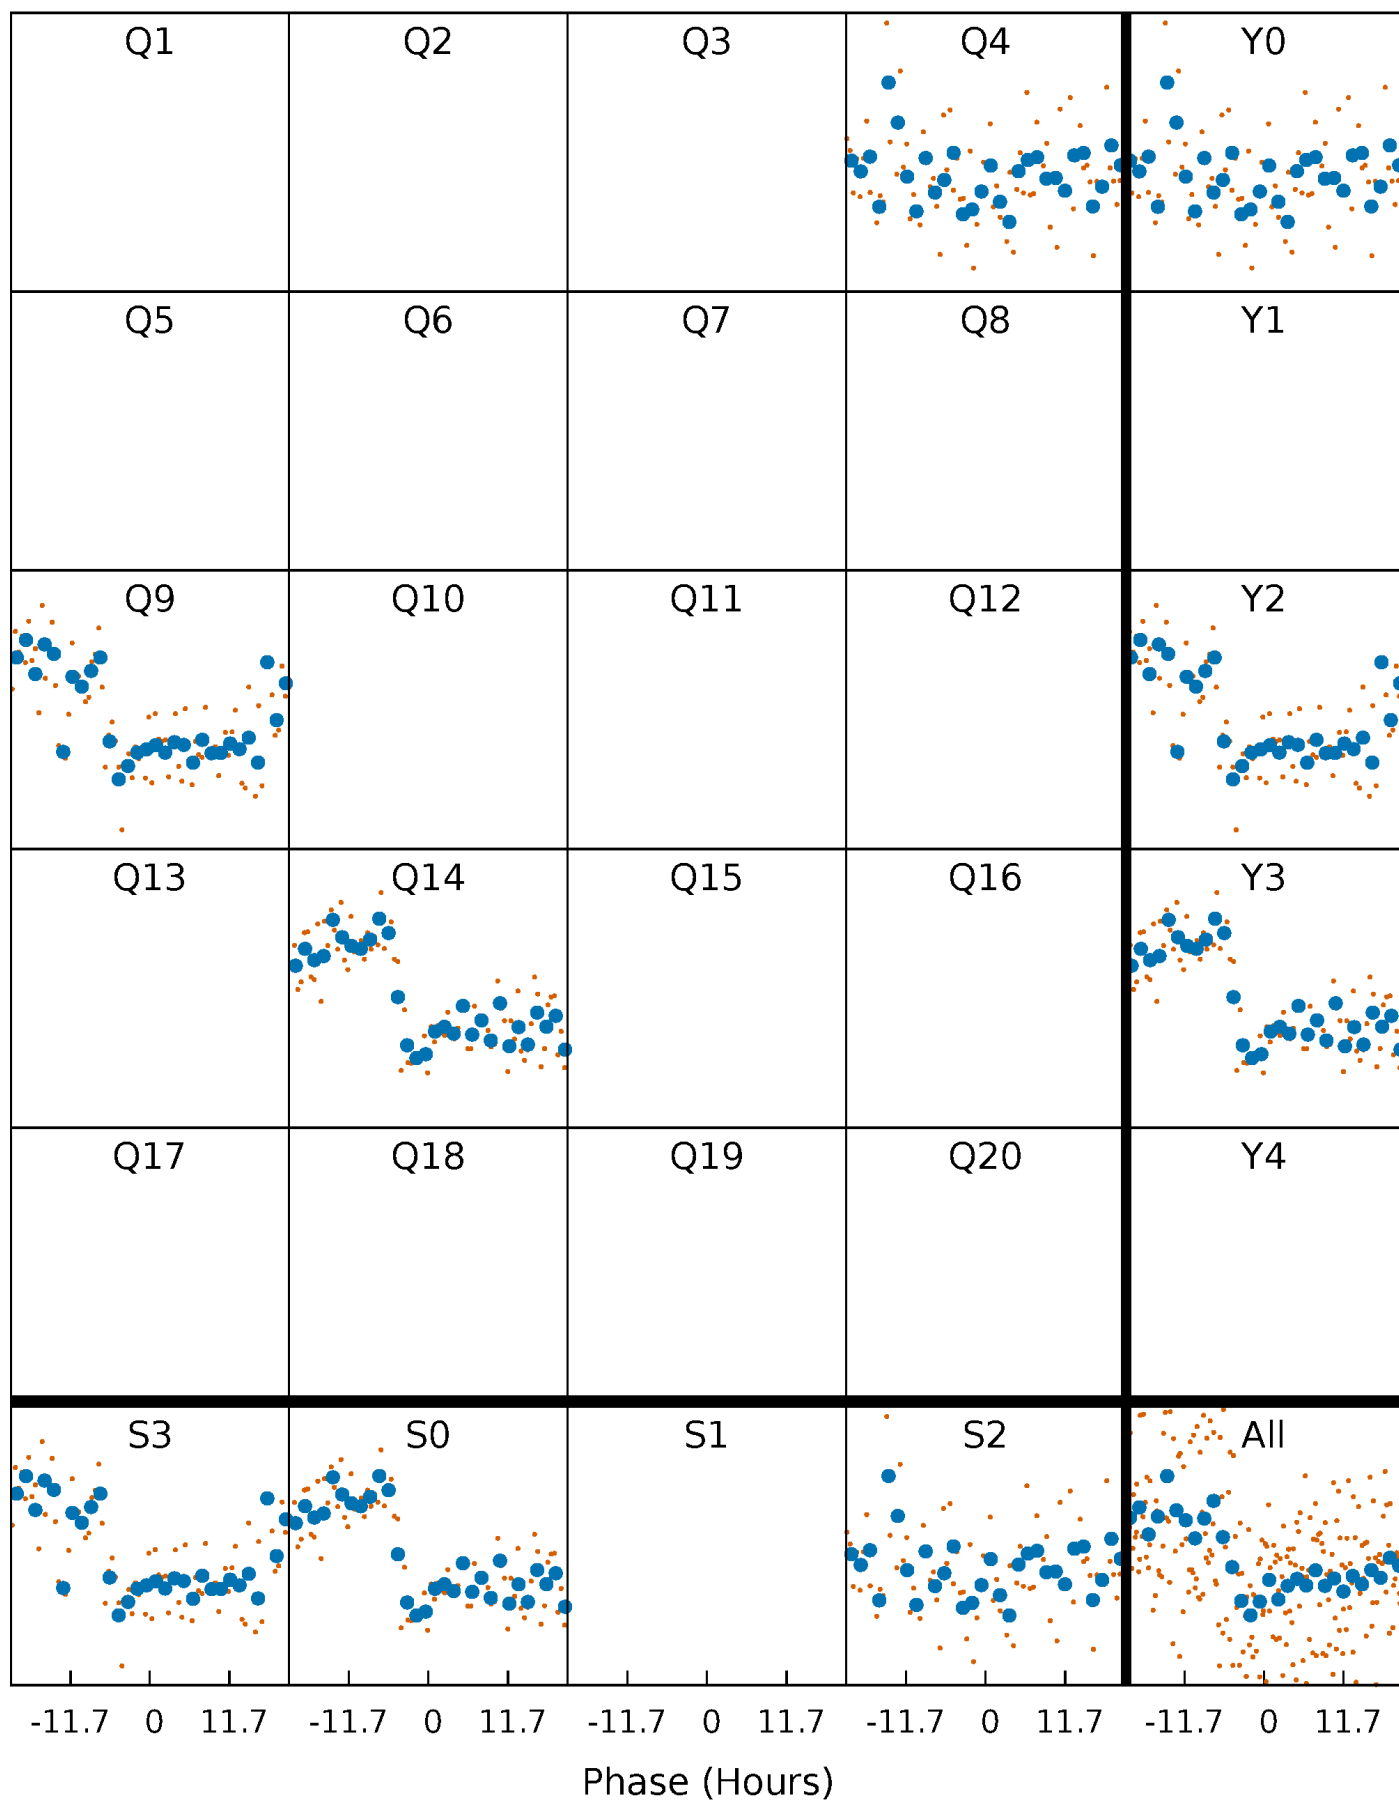 Q1 Q2 Q3 Q4 Y0
Q5 Q6 Q7 Q8 Y1
Q9 Q10 Q11 Q12 Y2
Q13 Q14 Q15 Q16 Y3
Q17 Q18 Q19 Q20 Y4
S3 S0 S1 S2 All
-11.7 0 11.7 -11.7 0 11.7 -11.7 0 11.7 -11.7 0 11.7 -11.7 0 11.7
Phase (Hours)